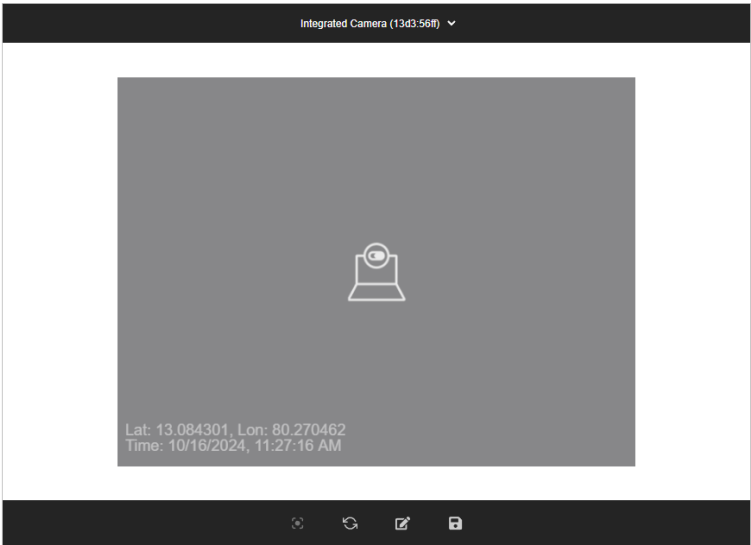 Integrated Camera (13d3:56ff)
Lat: 13.084301, Lon: 80.270462
Time: 10/16/2024, 11:27:16 AM